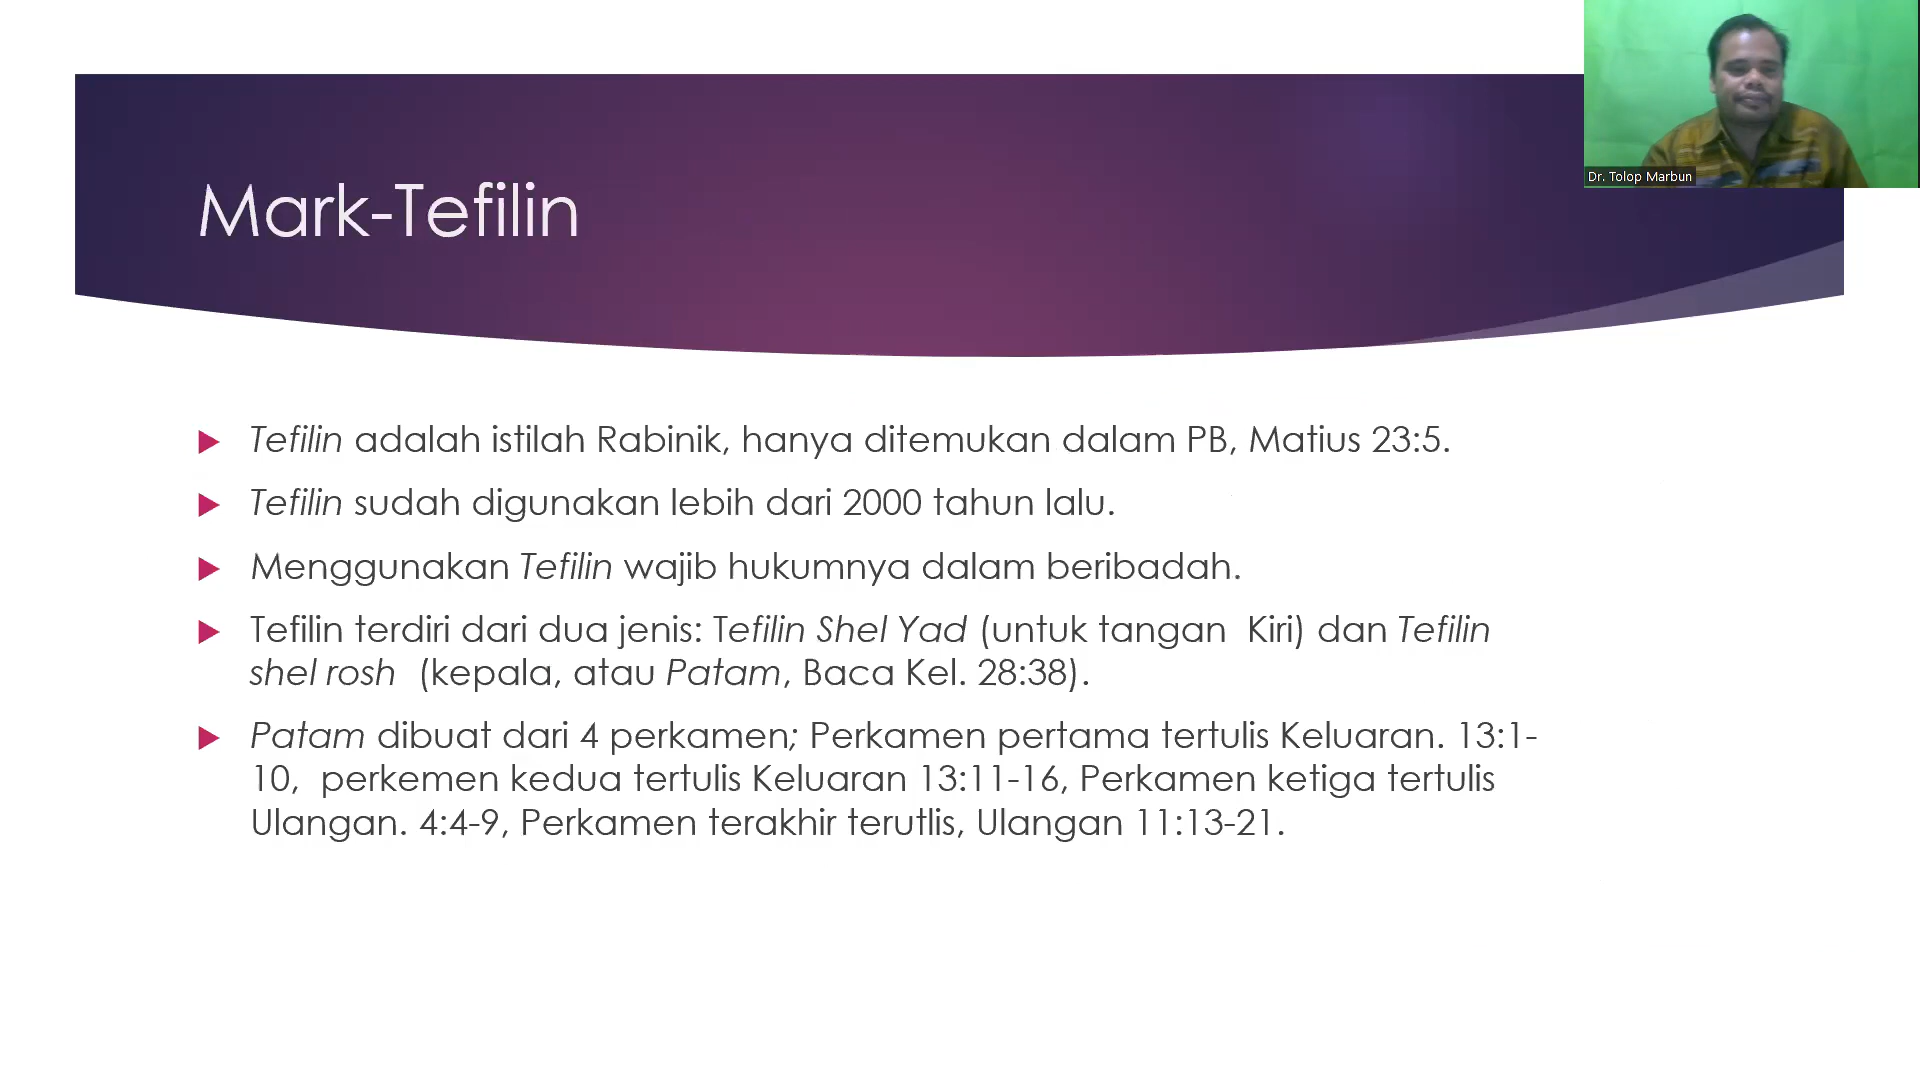 Dr. Tolop Marbun
Mark-Tefilin
Tefilin adalah istilah Rabinik, hanya ditemukan dalam PB, Matius 23:5.
Tefilin sudah digunakan lebih dari 2000 tahun lalu.
Menggunakan Tefilin wajib hukumnya dalam beribadah.
Tefilin terdiri dari dua jenis: Tefilin Shel Yad (untuk tangan  Kiri) dan Tefilin
shel rosh  (kepala, atau Patam, Baca Kel. 28:38).
Patam dibuat dari 4 perkamen; Perkamen pertama tertulis Keluaran. 13:1-
10,  perkemen kedua tertulis Keluaran 13:11-16, Perkamen ketiga tertulis
Ulangan. 4:4-9, Perkamen terakhir terutlis, Ulangan 11:13-21.